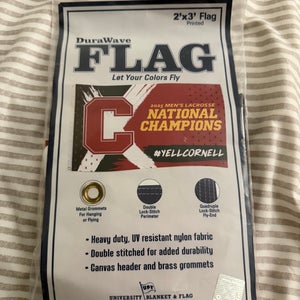 DuraWave
2'x3' Flag
Printed
FLAG
Let Your Colors Fly
C
2025 MEN'S LACROSSE
NATIONAL
CHAMPIONS
#YELLCORNELL
Metal Grommets
For Hanging
or Flying
Double
Lock-Stitch
Perimeter
Quadruple
Lock-Stitch
Fly-End
• Heavy duty, UV resistant nylon fabric
• Double stitched for added durability
• Canvas header and brass grommets
UNIVERSITY BLANKET & FLAG